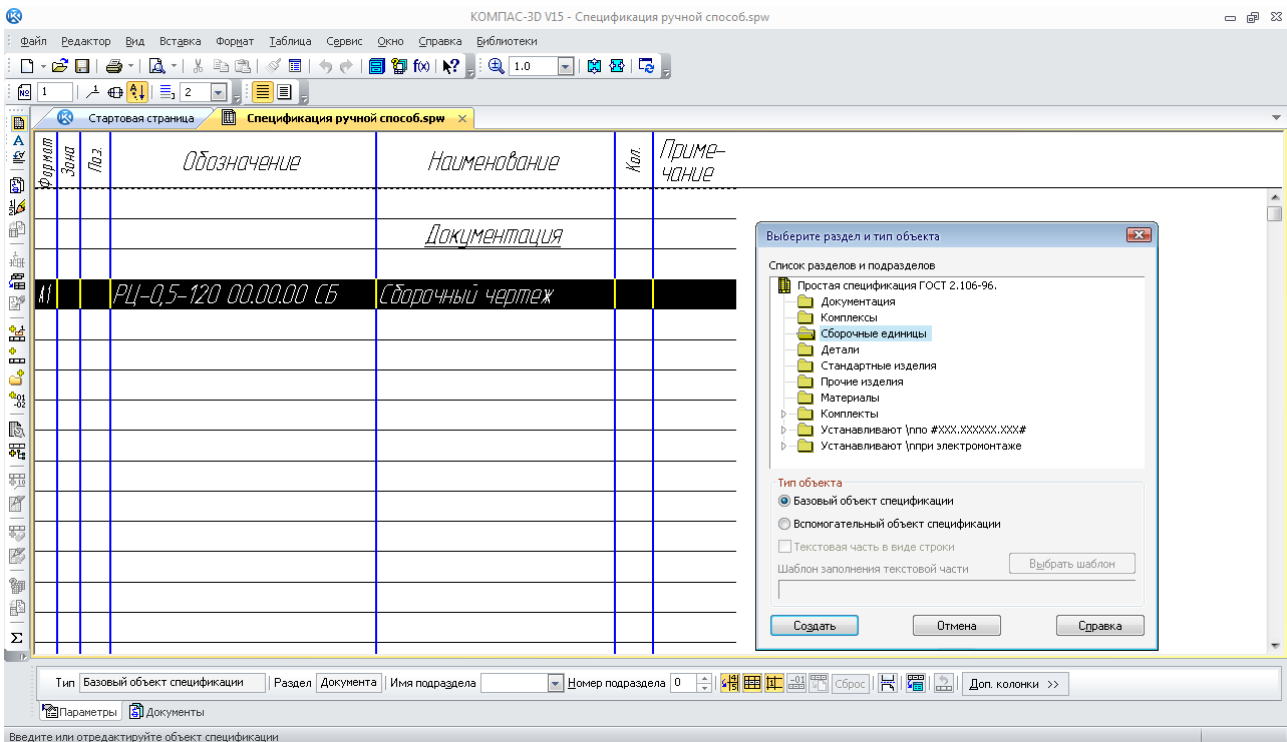 КОМПАС-3D V15 - Спецификация ручной способ.spw
Файл Редактор Вид Вставка Формат Таблица Сервис Окно Справка Библиотеки
1.0
№ 1 2
Стартовая страница Спецификация ручной способ.spw
Формат Зона Поз. Обозначение Наименование Кол. Приме-
чание
Документация
А1 РЦ-0,5-120 00.00.00 СБ Сборочный чертеж
Выберите раздел и тип объекта
Список разделов и подразделов
Простая спецификация ГОСТ 2.106-96.
Документация
Комплексы
Сборочные единицы
Детали
Стандартные изделия
Прочие изделия
Материалы
Комплекты
Устанавливают \nпо #XXX.XXXXXX.XXX#
Устанавливают \nпри электромонтаже
Тип объекта
Базовый объект спецификации
Вспомогательный объект спецификации
Текстовая часть в виде строки
Шаблон заполнения текстовой части Выбрать шаблон
Создать Отмена Справка
Тип Базовый объект спецификации Раздел Документа Имя подраздела Номер подраздела 0 Сброс Доп. колонки >>
Параметры Документы
Введите или отредактируйте объект спецификации